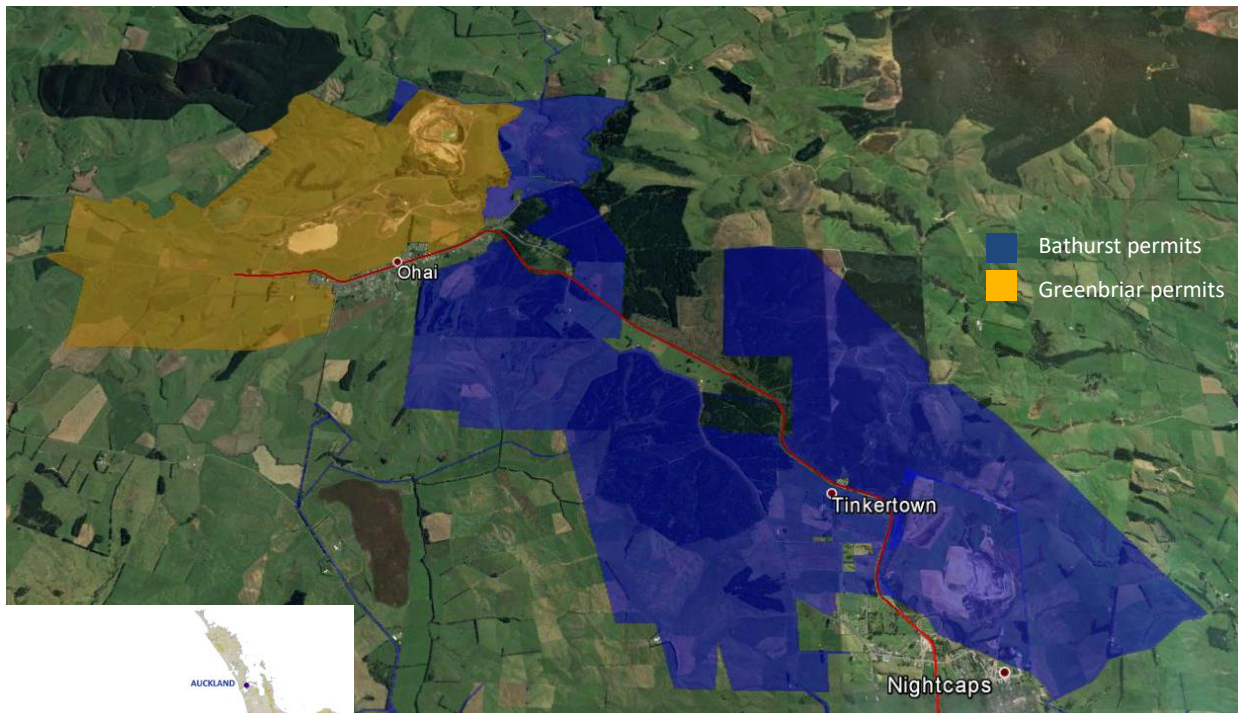 Bathurst permits
Greenbriar permits
Ohai
Tinkertown
Nightcaps
AUCKLAND